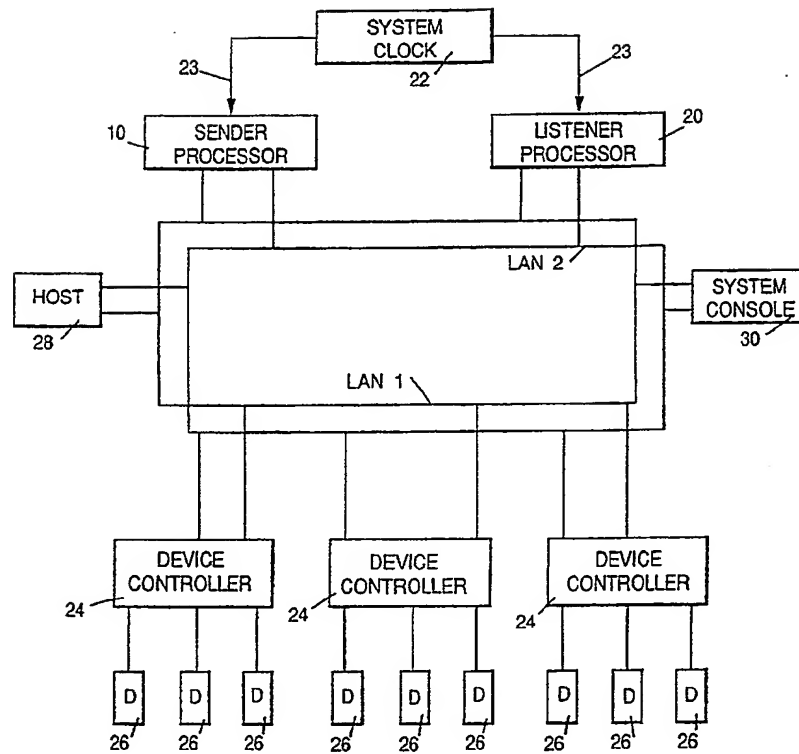 SYSTEM
CLOCK
22
23
23
10
SENDER
PROCESSOR
LISTENER
PROCESSOR
20
LAN 2
HOST
28
SYSTEM
CONSOLE
30
LAN 1
DEVICE
CONTROLLER
24
DEVICE
CONTROLLER
24
DEVICE
CONTROLLER
24
D D D D D D D D D
26 26 26 26 26 26 26 26 26